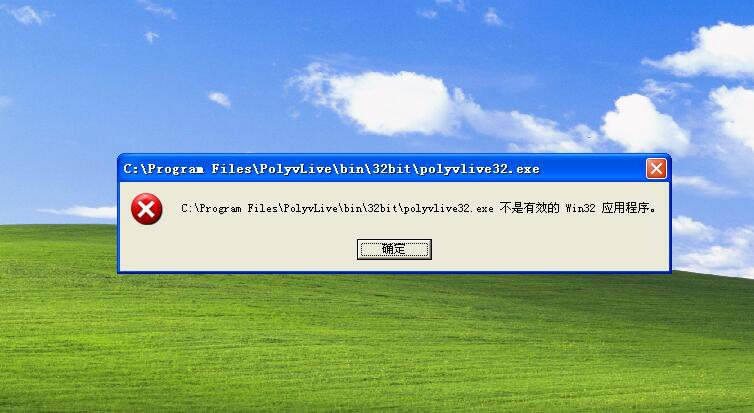 C:\Program Files\PolyvLive\bin\32bit\polyvlive32.exe
C:\Program Files\PolyvLive\bin\32bit\polyvlive32.exe 不是有效的 Win32 应用程序。
确定